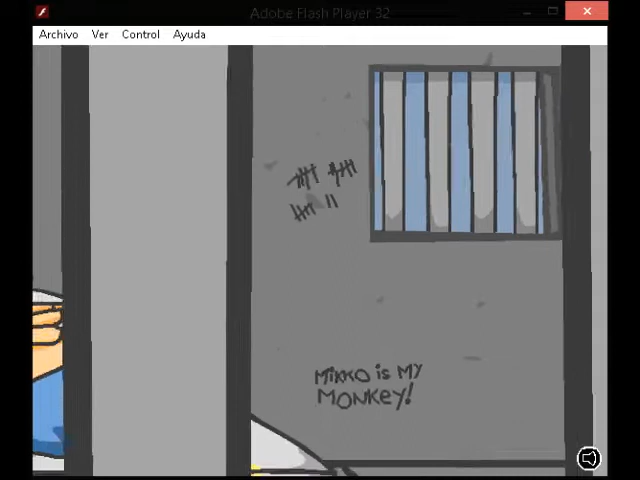 Adobe Flash Player 32
Archivo Ver Control Ayuda
MiKKO iS MY
MONKey!